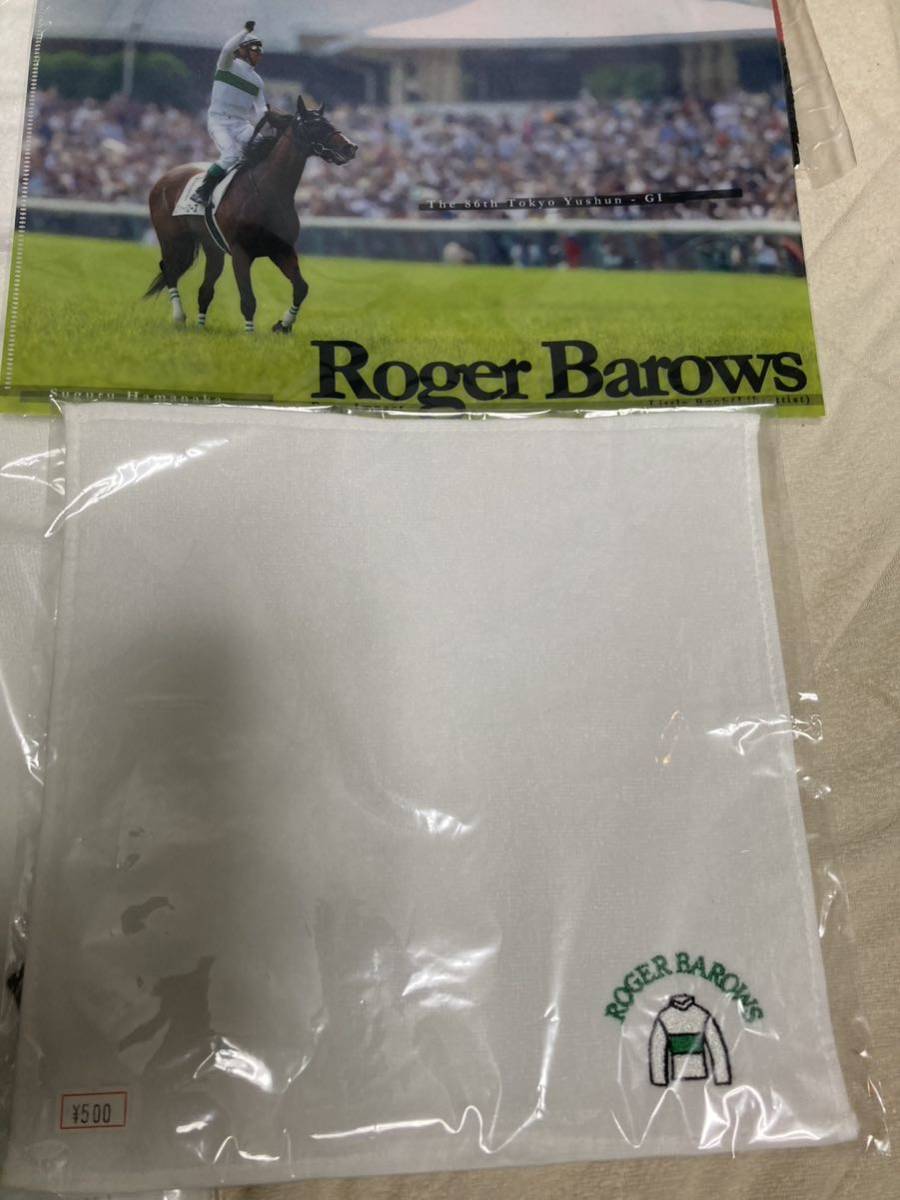 The 86th Tokyo Yushun - GI
Roger Barows
Suguru Hamanaka
ROGER BAROWS
¥500